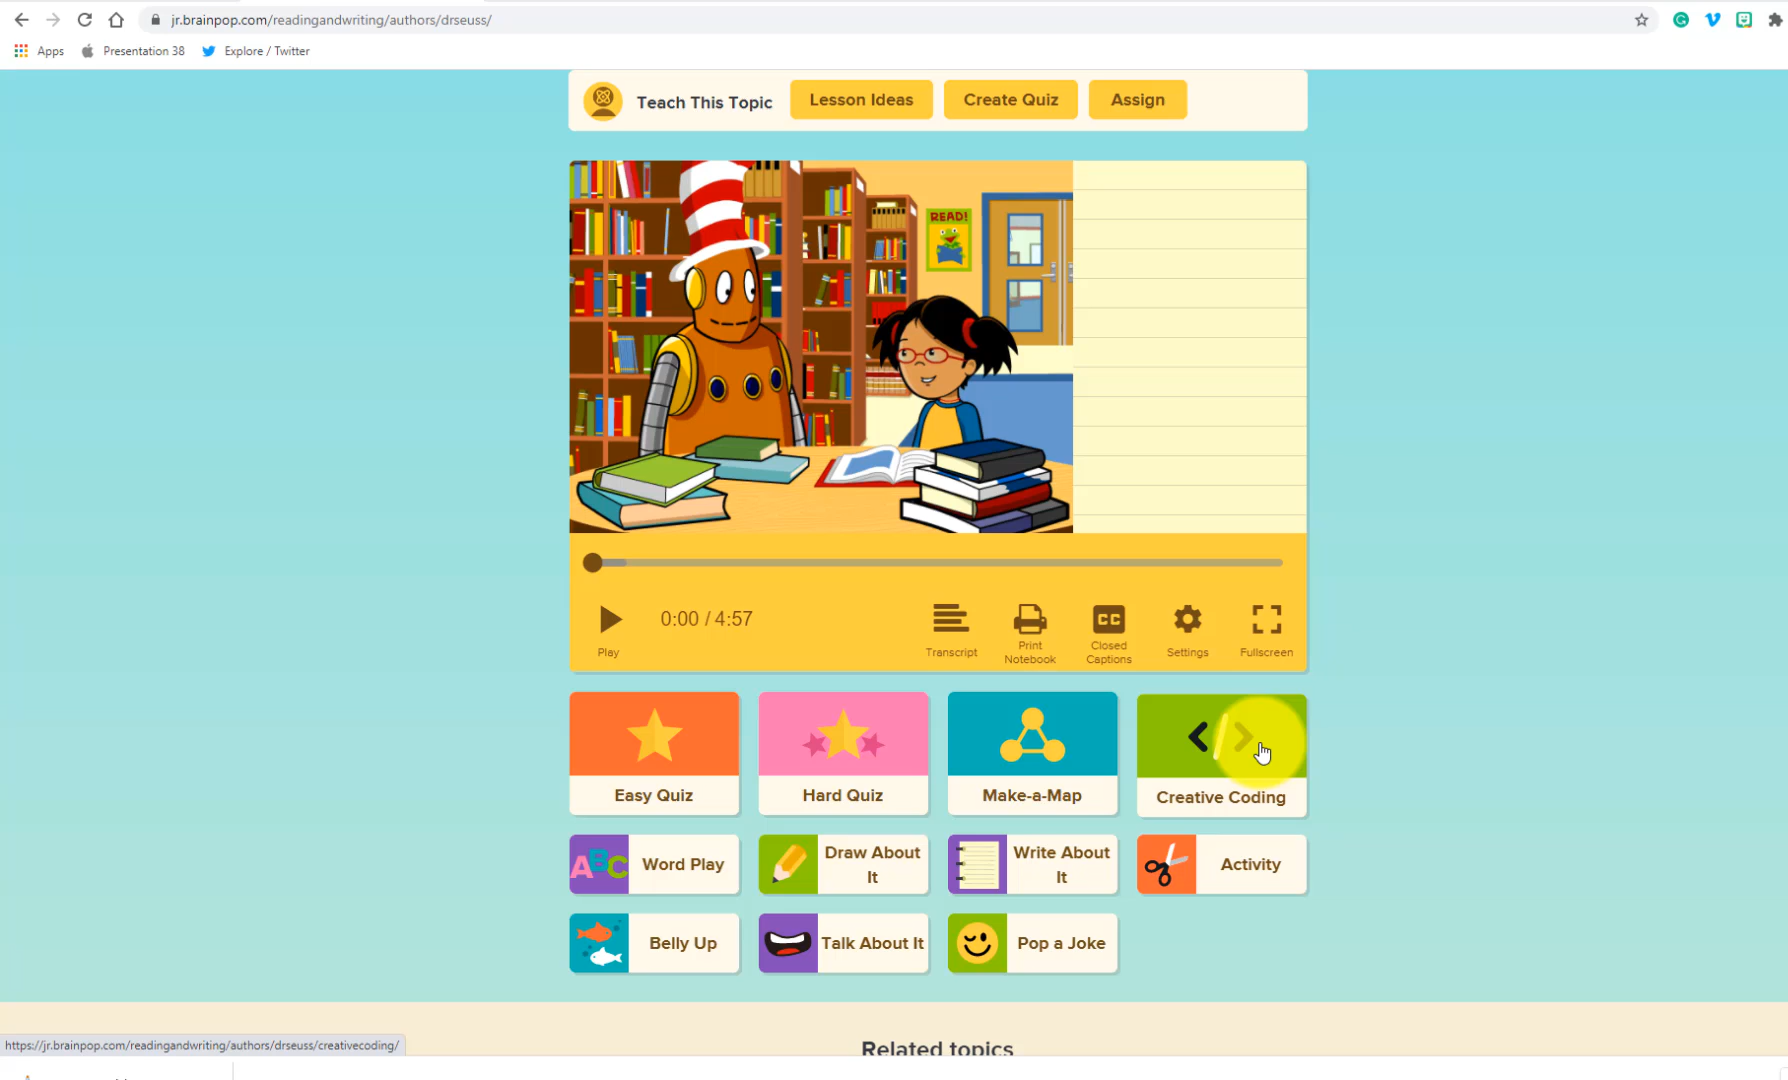 jr.brainpop.com/readingandwriting/authors/drseuss/
Apps
Presentation 38
Explore / Twitter
Teach This Topic
Lesson Ideas
Create Quiz
Assign
READ!
0:00 / 4:57
Play
Transcript
Print
Notebook
CC
Closed
Captions
Settings
Fullscreen
Easy Quiz
Hard Quiz
Make-a-Map
Creative Coding
ABC
Word Play
Draw About
It
Write About
It
Activity
Belly Up
Talk About It
Pop a Joke
Related topics
https://jr.brainpop.com/readingandwriting/authors/drseuss/creativecoding/